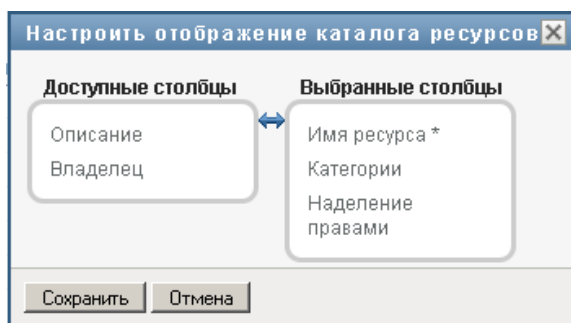 Настроить отображение каталога ресурсов
Доступные столбцы
Выбранные столбцы
Описание
Владелец
Имя ресурса *
Категории
Наделение
правами
Сохранить
Отмена